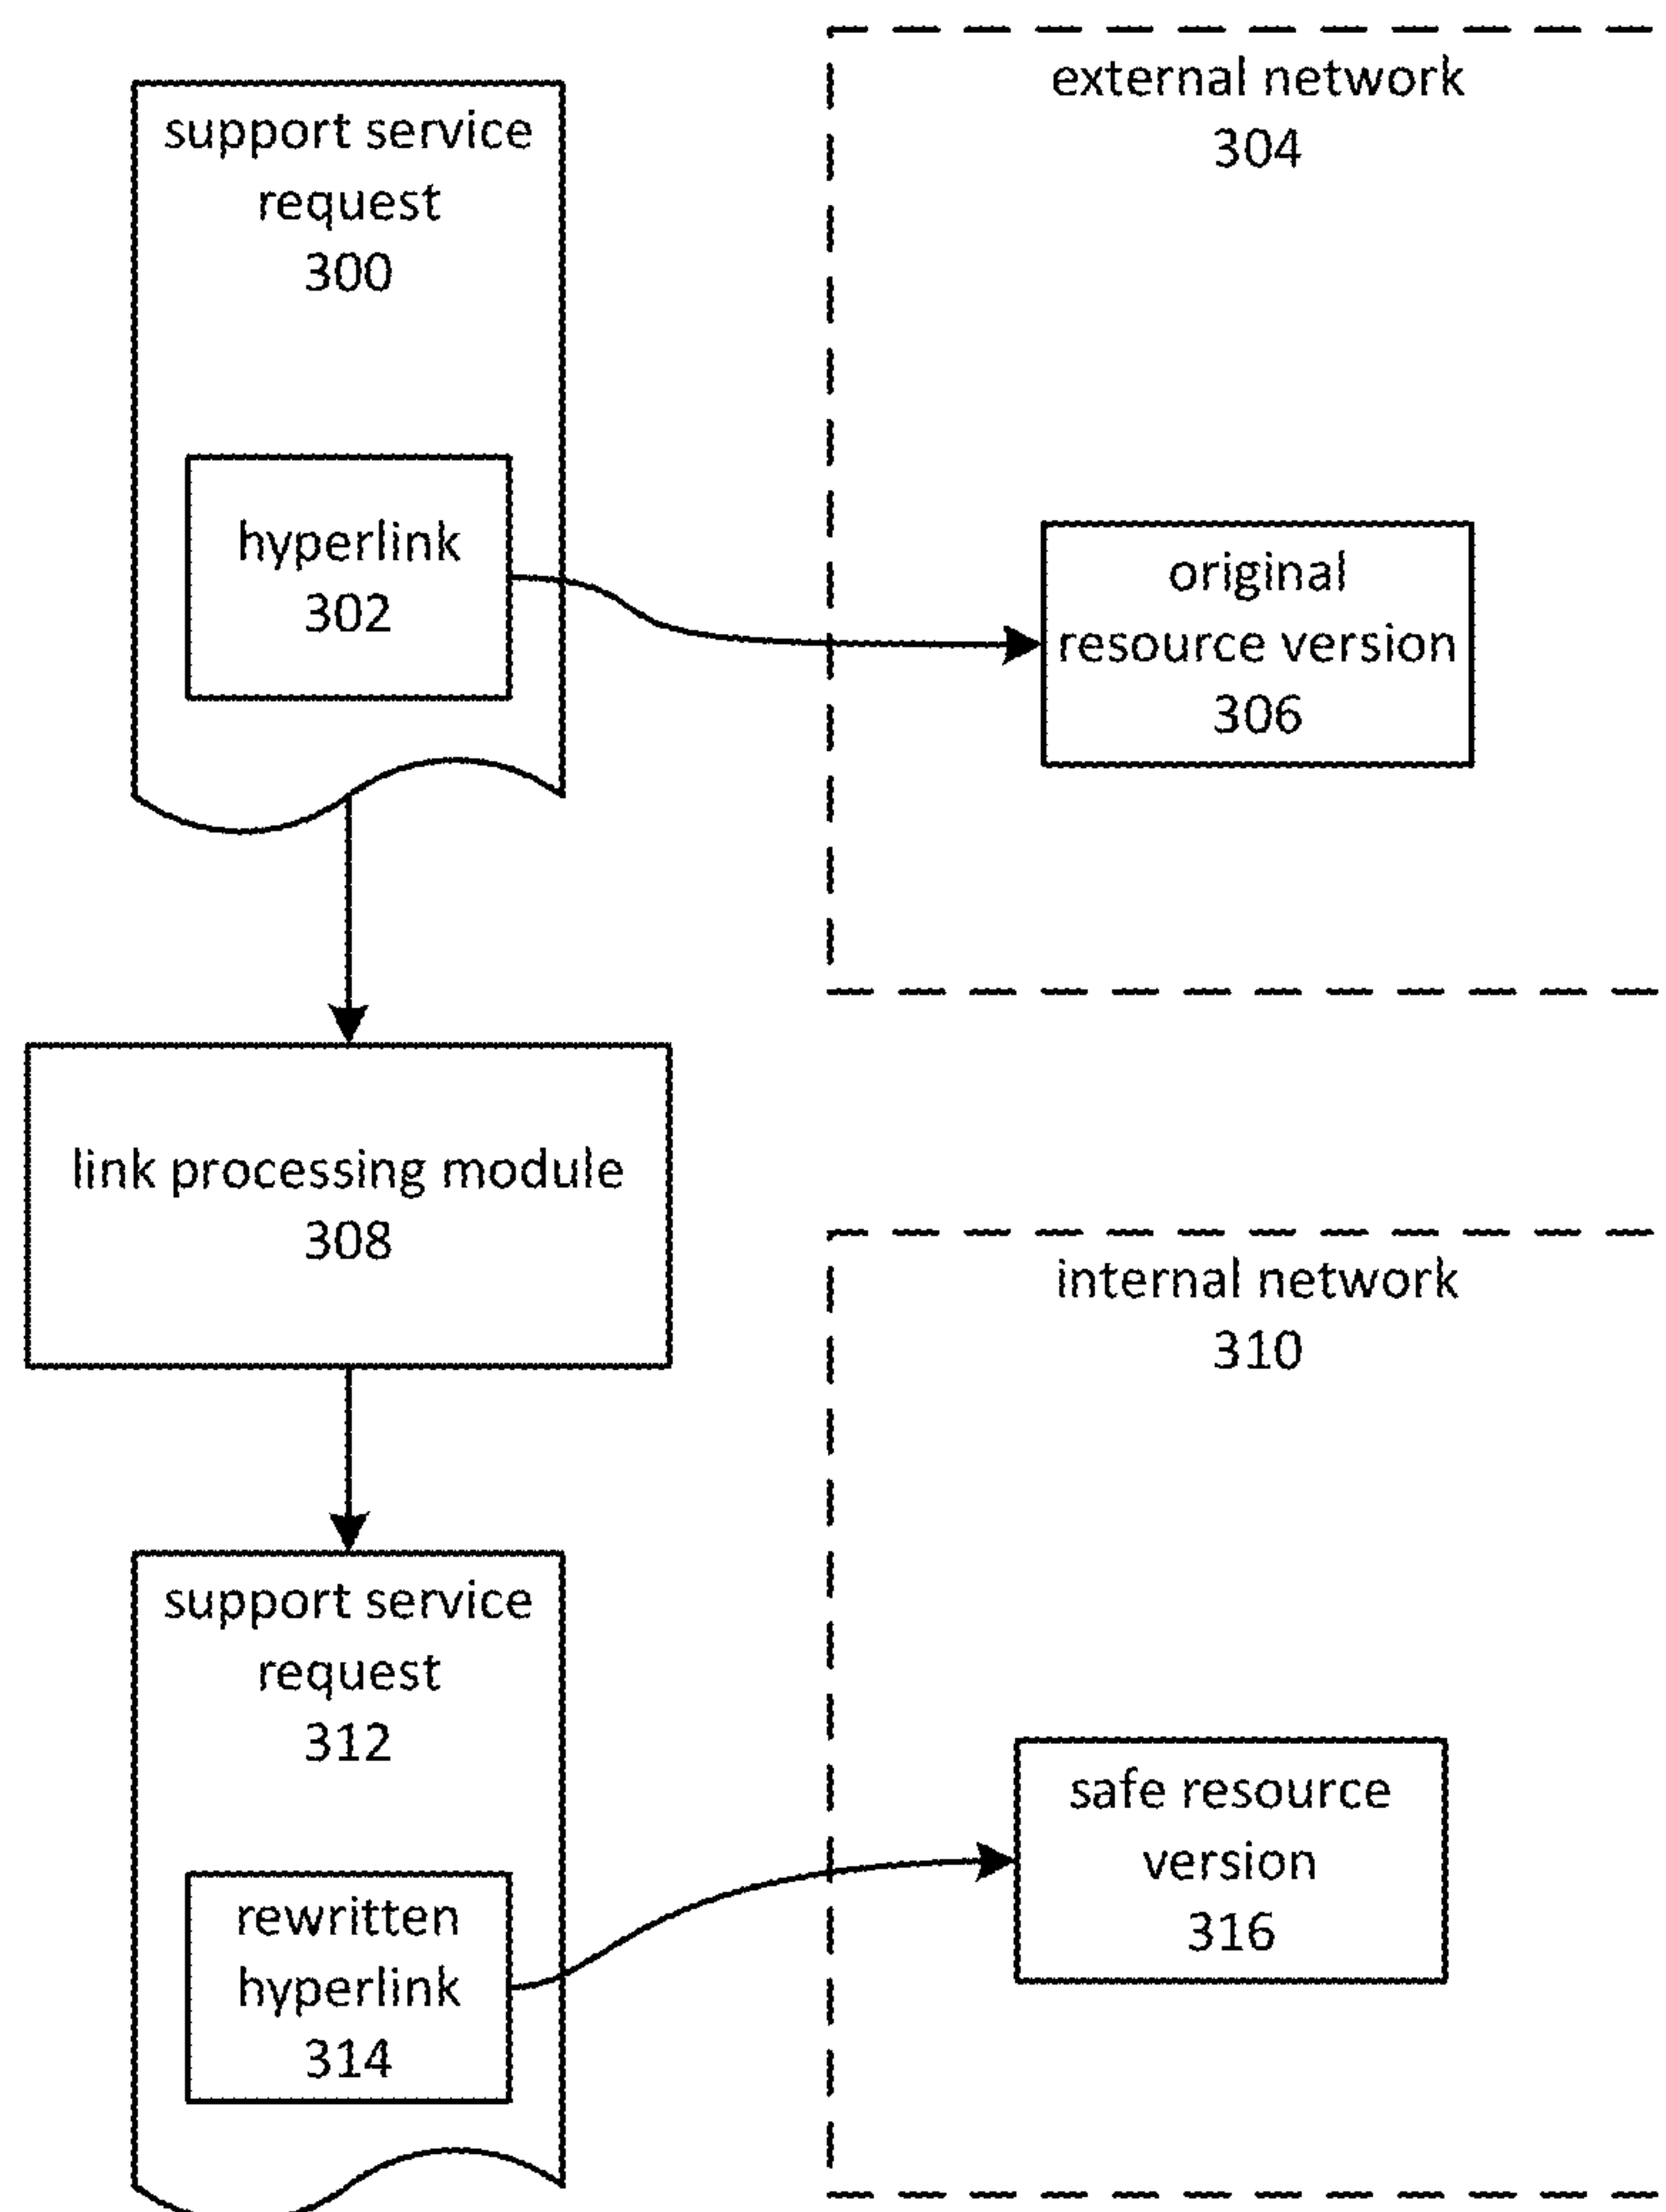 support service
request
300
hyperlink
302
external network
304
original
resource version
306
link processing module
308
internal network
310
support service
request
312
rewritten
hyperlink
314
safe resource
version
316